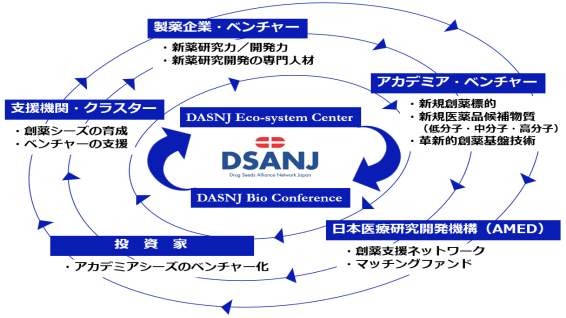 製薬企業・ベンチャー
・新薬研究力／開発力
・新薬研究開発の専門人材
アカデミア・ベンチャー
・新規創薬標的
・新規医薬品候補物質
（低分子・中分子・高分子）
・革新的創薬基盤技術
支援機関・クラスター
・創薬シーズの育成
・ベンチャーの支援
DASNJ Eco-system Center
DSANJ
Drug Seeds Alliance Network Japan
DASNJ Bio Conference
日本医療研究開発機構（AMED）
・創薬支援ネットワーク
・マッチングファンド
投 資 家
・アカデミアシーズのベンチャー化